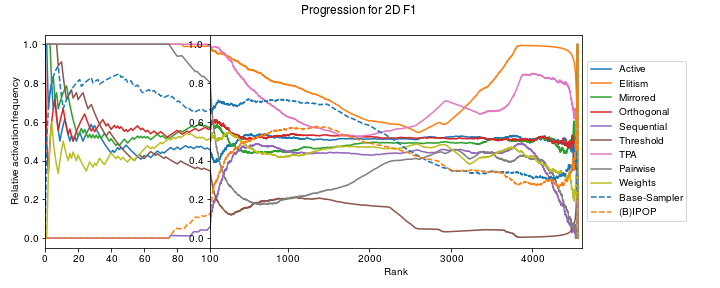 Progression for 2D F1
Relative activation frequency
1.0
0.8
0.6
0.4
0.2
0.0
0
20
40
60
80
100
1.0
0.8
0.6
0.4
0.2
0.0
1000
2000
3000
4000
Rank
Active
Elitism
Mirrored
Orthogonal
Sequential
Threshold
TPA
Pairwise
Weights
Base-Sampler
(B)IPOP